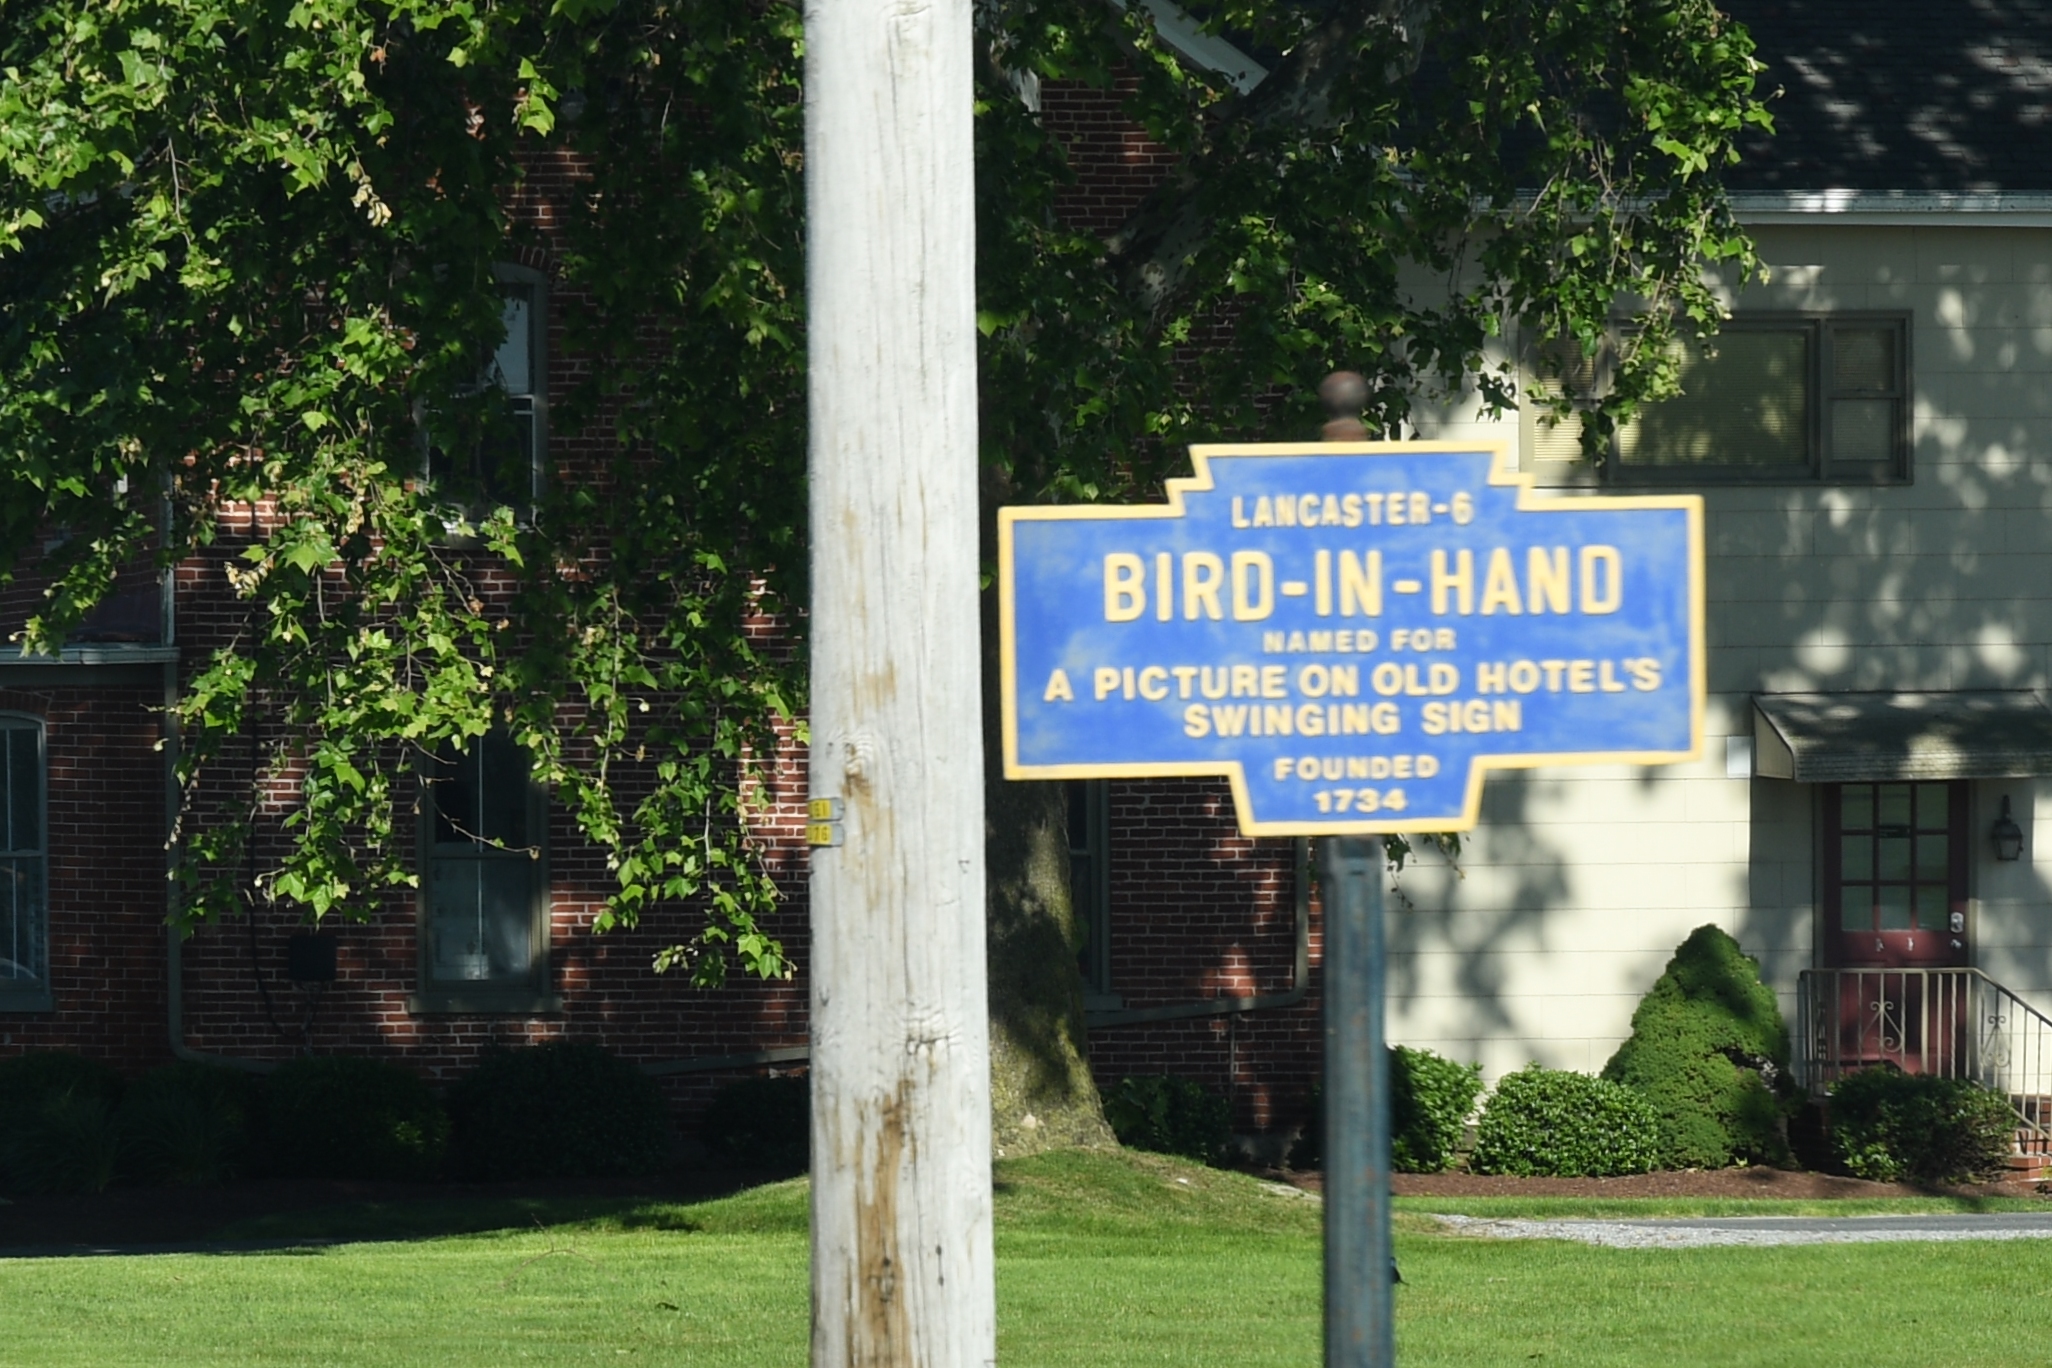 LANCASTER-6
BIRD-IN-HAND
NAMED FOR
A PICTURE ON OLD HOTEL'S
SWINGING SIGN
FOUNDED
1734